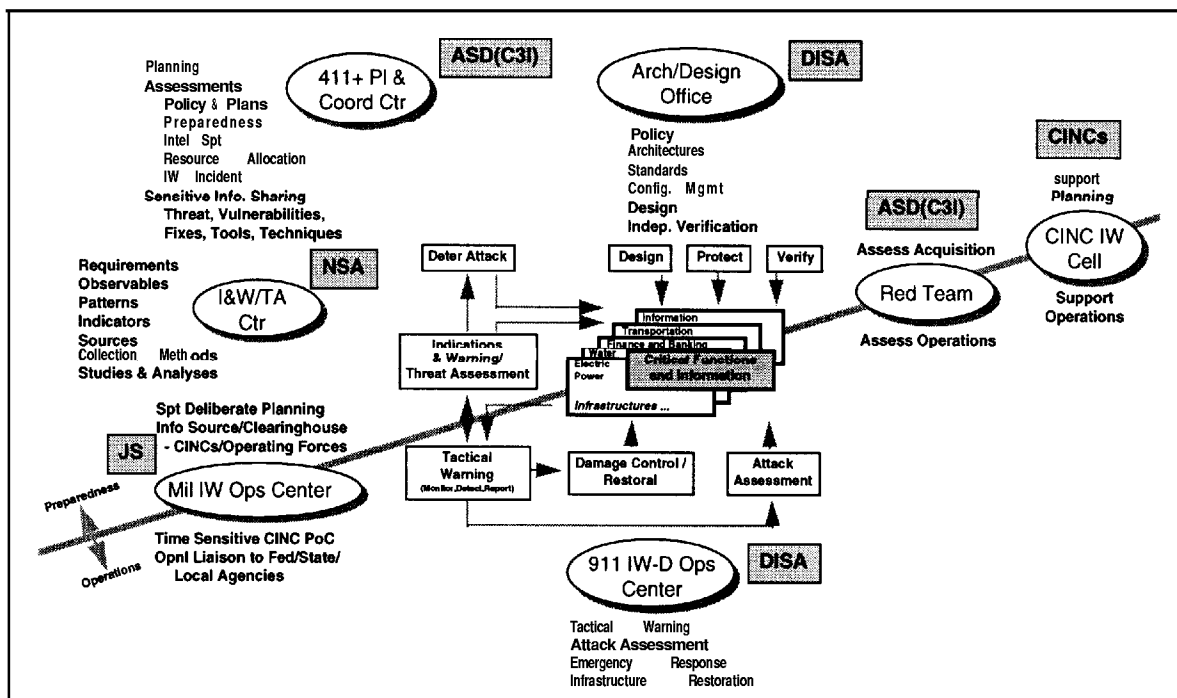 ASD(C3I)
411+ PI &
Coord Ctr
Planning
Assessments
Policy & Plans
Preparedness
Intel Spt
Resource Allocation
IW Incident
Sensitive Info. Sharing
Threat, Vulnerabilities,
Fixes, Tools, Techniques
DISA
Arch/Design
Office
Policy
Architectures
Standards
Config. Mgmt
Design
Indep. Verification
CINCs
support
Planning
CINC IW
Cell
Support
Operations
ASD(C3I)
Assess Acquisition
Red Team
Assess Operations
NSA
I&W/TA
Ctr
Requirements
Observables
Patterns
Indicators
Sources
Collection Methods
Studies & Analyses
Deter Attack
Design
Protect
Verify
Indications
& Warning/
Threat Assessment
Information
Transportation
Finance and Banking
Water
Electric
Power
Critical Functions
and Information
Infrastructures ...
Spt Deliberate Planning
Info Source/Clearinghouse
- CINCs/Operating Forces
JS
Mil IW Ops Center
Time Sensitive CINC PoC
Opnl Liaison to Fed/State/
Local Agencies
Preparedness
Operations
Tactical
Warning
(Monitor,Detect,Report)
Damage Control /
Restoral
Attack
Assessment
911 IW-D Ops
Center
DISA
Tactical Warning
Attack Assessment
Emergency Response
Infrastructure Restoration